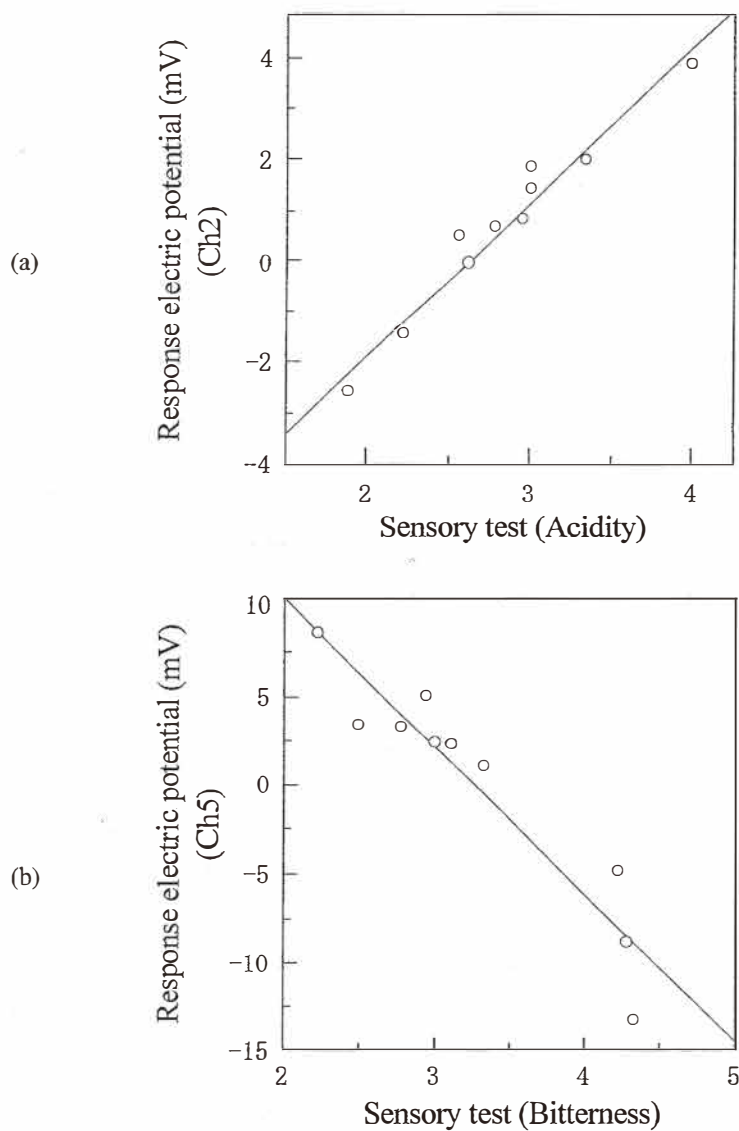 (a)
Response electric potential (mV)
(Ch2)
4
2
0
-2
-4
2
3
4
Sensory test (Acidity)
(b)
Response electric potential (mV)
(Ch5)
10
5
0
-5
-10
-15
2
3
4
5
Sensory test (Bitterness)